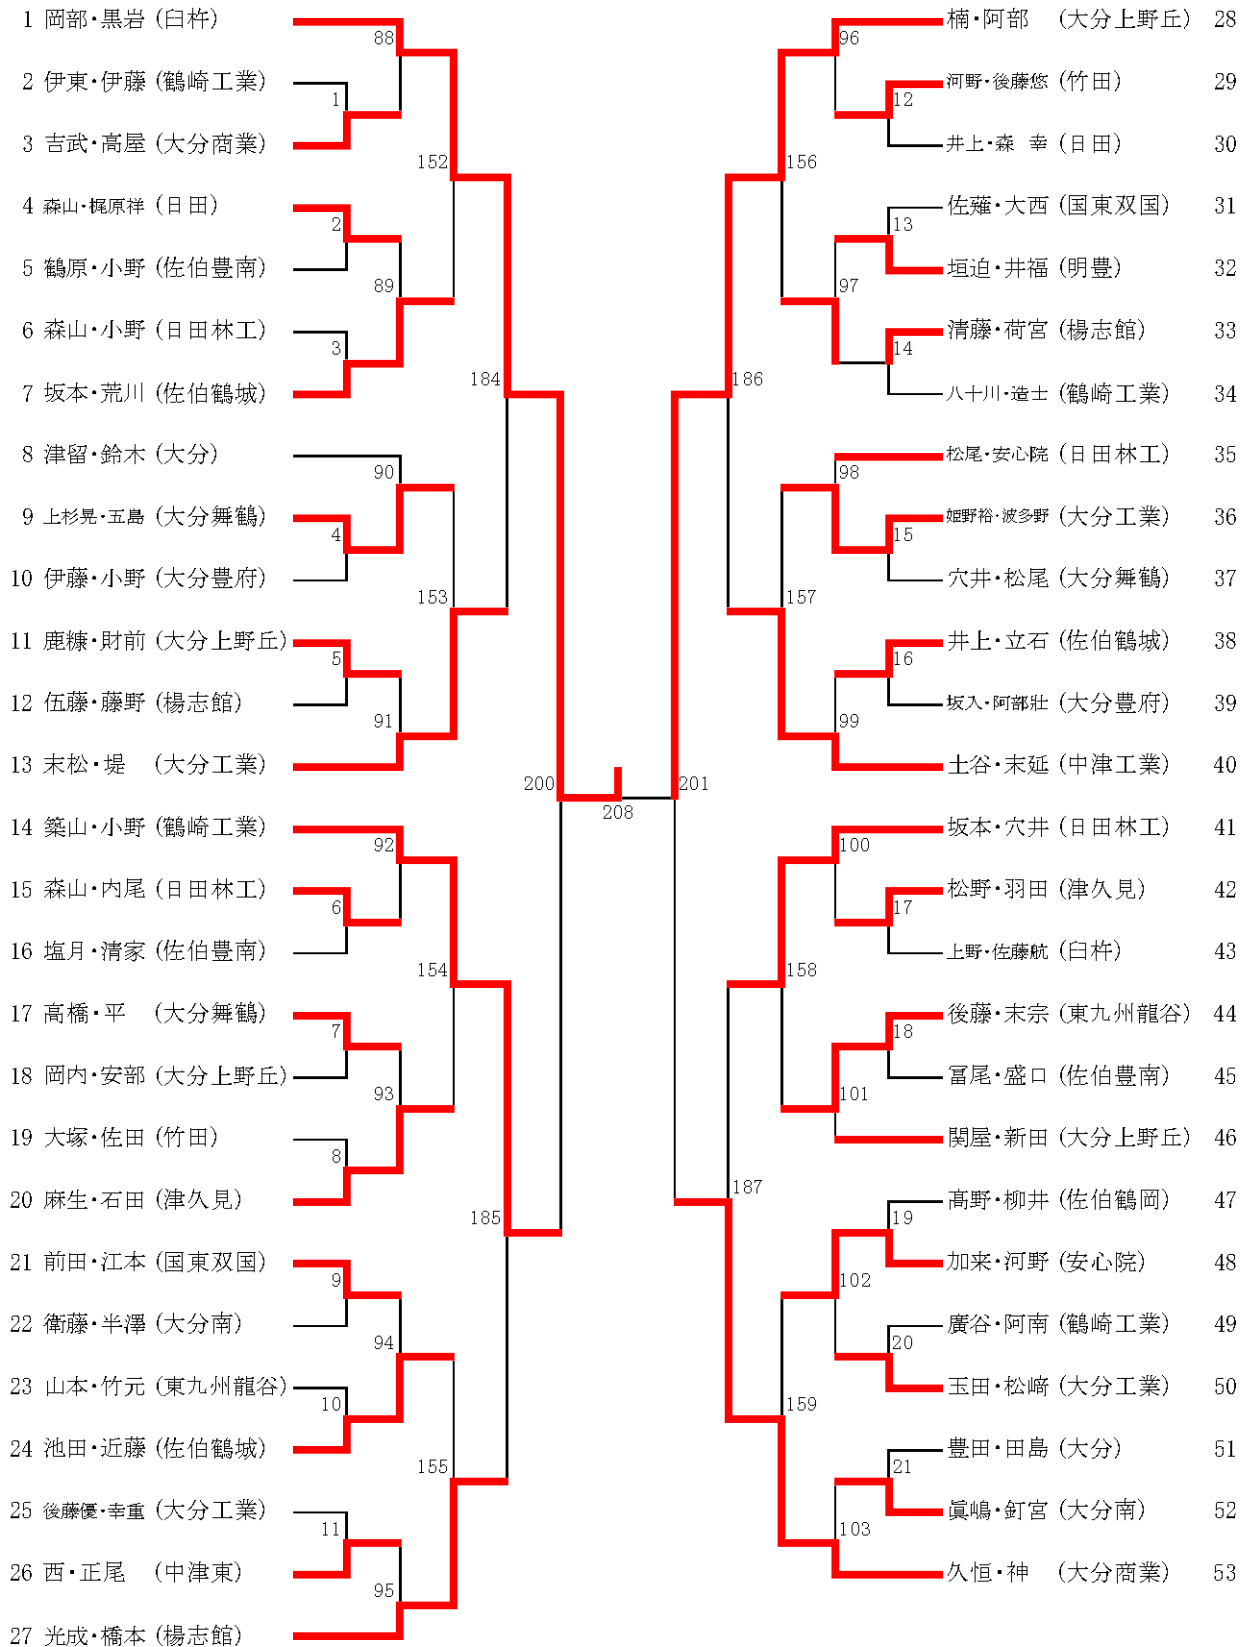 1 岡部・黒岩 (臼杵)
2 伊東・伊藤 (鶴崎工業)
3 吉武・高屋 (大分商業)
4 森山・梶原祥 (日田)
5 鶴原・小野 (佐伯豊南)
6 森山・小野 (日田林工)
7 坂本・荒川 (佐伯鶴城)
8 津留・鈴木 (大分)
9 上杉晃・五島 (大分舞鶴)
10 伊藤・小野 (大分豊府)
11 鹿糠・財前 (大分上野丘)
12 伍藤・藤野 (楊志館)
13 末松・堤 (大分工業)
14 築山・小野 (鶴崎工業)
15 森山・内尾 (日田林工)
16 塩月・清家 (佐伯豊南)
17 高橋・平 (大分舞鶴)
18 岡内・安部 (大分上野丘)
19 大塚・佐田 (竹田)
20 麻生・石田 (津久見)
21 前田・江本 (国東双国)
22 衛藤・半澤 (大分南)
23 山本・竹元 (東九州龍谷)
24 池田・近藤 (佐伯鶴城)
25 後藤優・幸重 (大分工業)
26 西・正尾 (中津東)
27 光成・橋本 (楊志館)
88
1
152
2
89
3
184
90
4
153
5
91
200
92
6
154
7
93
8
185
9
94
10
155
11
95
208
96
12
156
13
97
14
186
98
15
157
16
99
201
100
17
158
18
101
187
19
102
20
159
21
103
楠・阿部 (大分上野丘) 28
河野・後藤悠 (竹田) 29
井上・森 幸 (日田) 30
佐薙・大西 (国東双国) 31
垣迫・井福 (明豊) 32
清藤・荷宮 (楊志館) 33
八十川・造士 (鶴崎工業) 34
松尾・安心院 (日田林工) 35
姫野裕・波多野 (大分工業) 36
穴井・松尾 (大分舞鶴) 37
井上・立石 (佐伯鶴城) 38
坂入・阿部壯 (大分豊府) 39
土谷・末延 (中津工業) 40
坂本・穴井 (日田林工) 41
松野・羽田 (津久見) 42
上野・佐藤航 (臼杵) 43
後藤・末宗 (東九州龍谷) 44
冨尾・盛口 (佐伯豊南) 45
関屋・新田 (大分上野丘) 46
髙野・柳井 (佐伯鶴岡) 47
加来・河野 (安心院) 48
廣谷・阿南 (鶴崎工業) 49
玉田・松﨑 (大分工業) 50
豊田・田島 (大分) 51
眞嶋・釘宮 (大分南) 52
久恒・神 (大分商業) 53